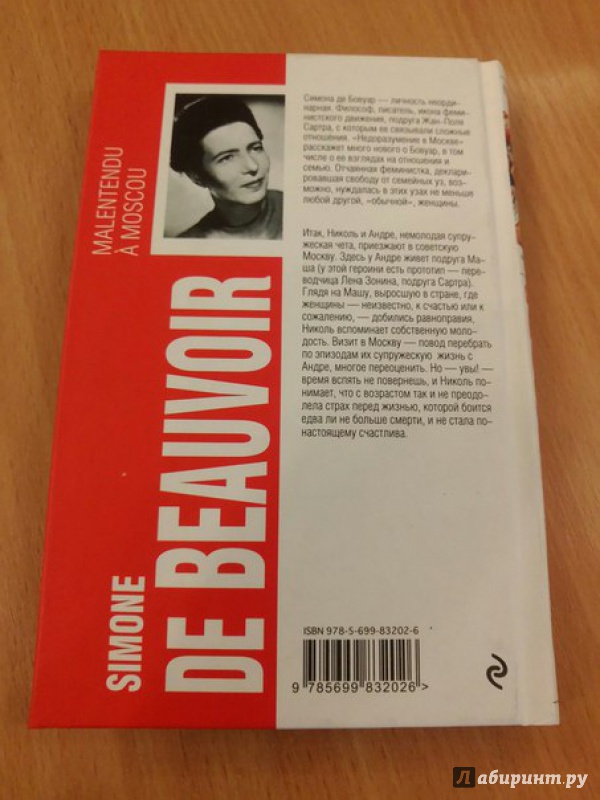 MALENTENDU
À MOSCOU
SIMONE
DE BEAUVOIR
Симона де Бовуар — личность неорди-
нарная. Философ, писатель, икона феми-
нистского движения, подруга Жан-Поля
Сартра, с которым ее связывали сложные
отношения. «Недоразумение в Москве»
расскажет много нового о Бовуар, в том
числе о ее взглядах на отношения и
семью. Отчаянная феминистка, деклари-
ровавшая свободу от семейных уз, воз-
можно, нуждалась в этих узах не меньше
любой другой, «обычной», женщины.
Итак, Николь и Андре, немолодая супру-
жеская чета, приезжают в советскую
Москву. Здесь у Андре живет подруга Ма-
ша (у этой героини есть прототип — пере-
водчица Лена Зонина, подруга Сартра).
Глядя на Машу, выросшую в стране, где
женщины — неизвестно, к счастью или к
сожалению, — добились равноправия,
Николь вспоминает собственную моло-
дость. Визит в Москву — повод перебрать
по эпизодам их супружескую жизнь с
Андре, многое переоценить. Но — увы! —
время вспять не повернешь, и Николь по-
нимает, что с возрастом так и не преодо-
лела страх перед жизнью, которой боится
едва ли не больше смерти, и не стала по-
настоящему счастлива.
ISBN 978-5-699-83202-6
9 785699 832026>
Лабиринт.ру